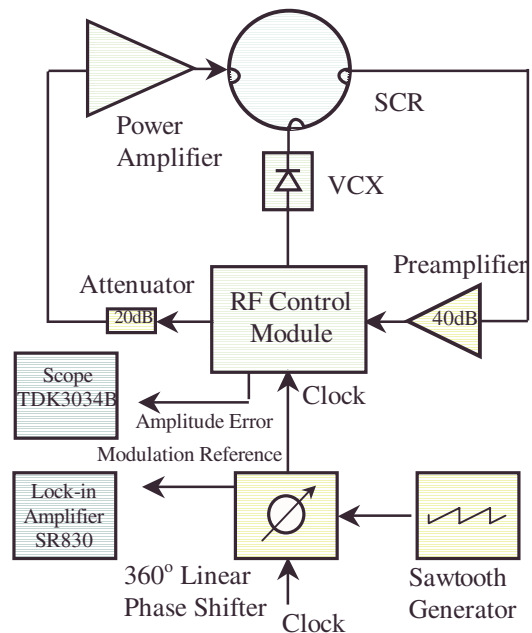 SCR
Power
Amplifier
VCX
Preamplifier
Attenuator
RF Control
Module
20dB
40dB
Scope
TDK3034B
Clock
Amplitude Error
Modulation Reference
Lock-in
Amplifier
SR830
360° Linear
Phase Shifter
Clock
Sawtooth
Generator